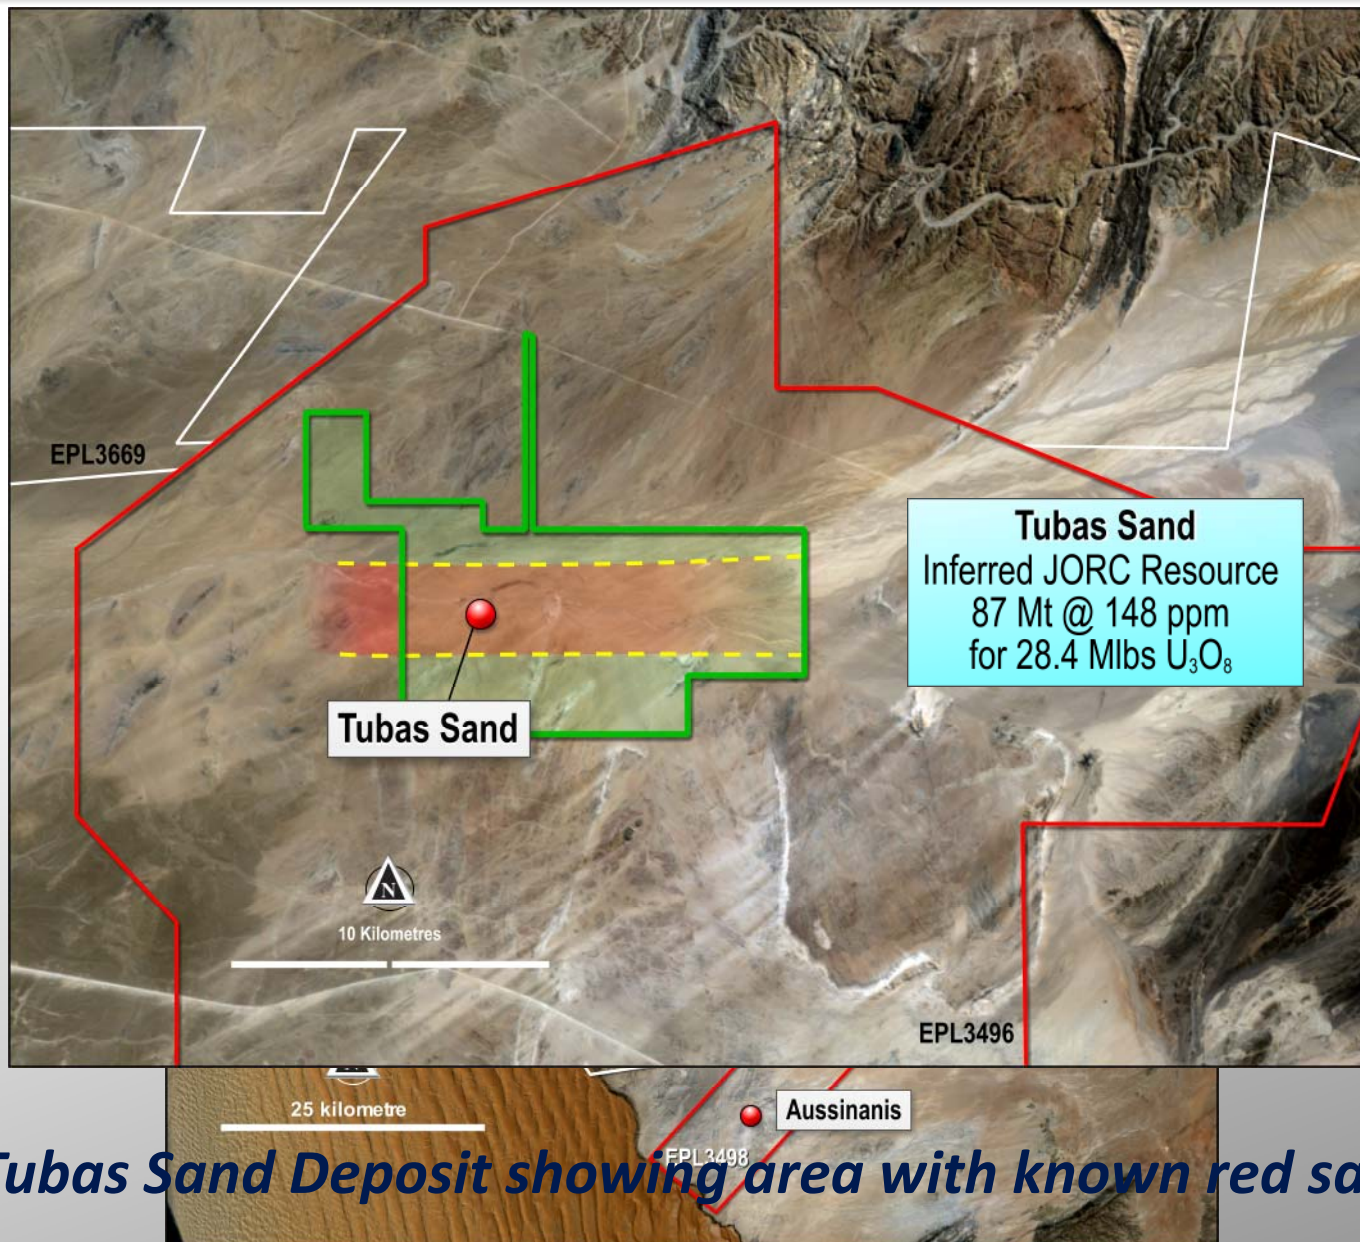 EPL3669
Tubas Sand
Inferred JORC Resource
87 Mt @ 148 ppm
for 28.4 Mlbs U₃O₈
Tubas Sand
N
10 Kilometres
EPL3496
25 kilometre
Aussinanis
EPL3498
Tubas Sand Deposit showing area with known red sa